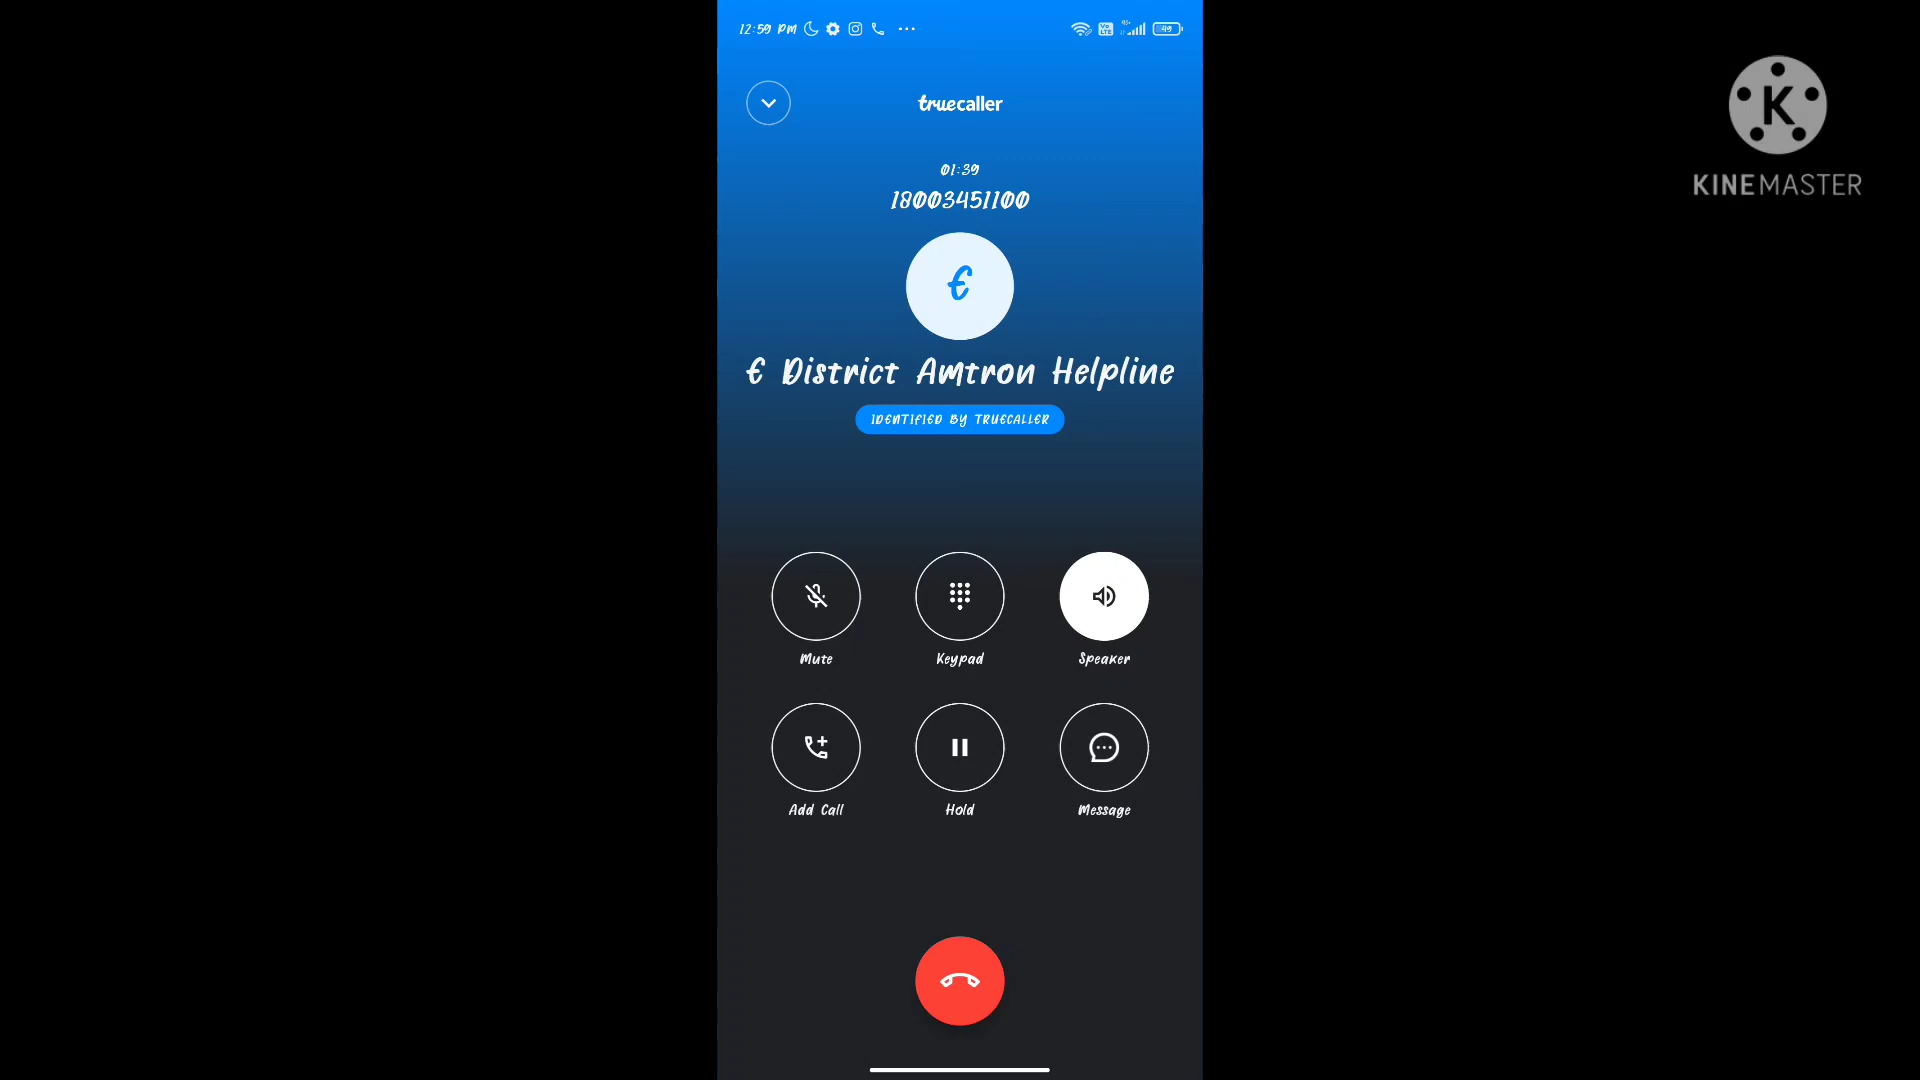 12:59 PM
49
truecaller
01:39
18003451100
€
€ District Amtron Helpline
IDENTIFIED BY TRUECALLER
Mute
Keypad
Speaker
Add Call
Hold
Message
K
KINEMASTER